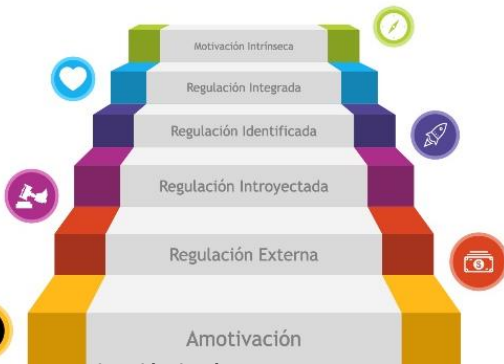 Motivación Intrínseca
Regulación Integrada
Regulación Identificada
Regulación Introyectada
Regulación Externa
Amotivación